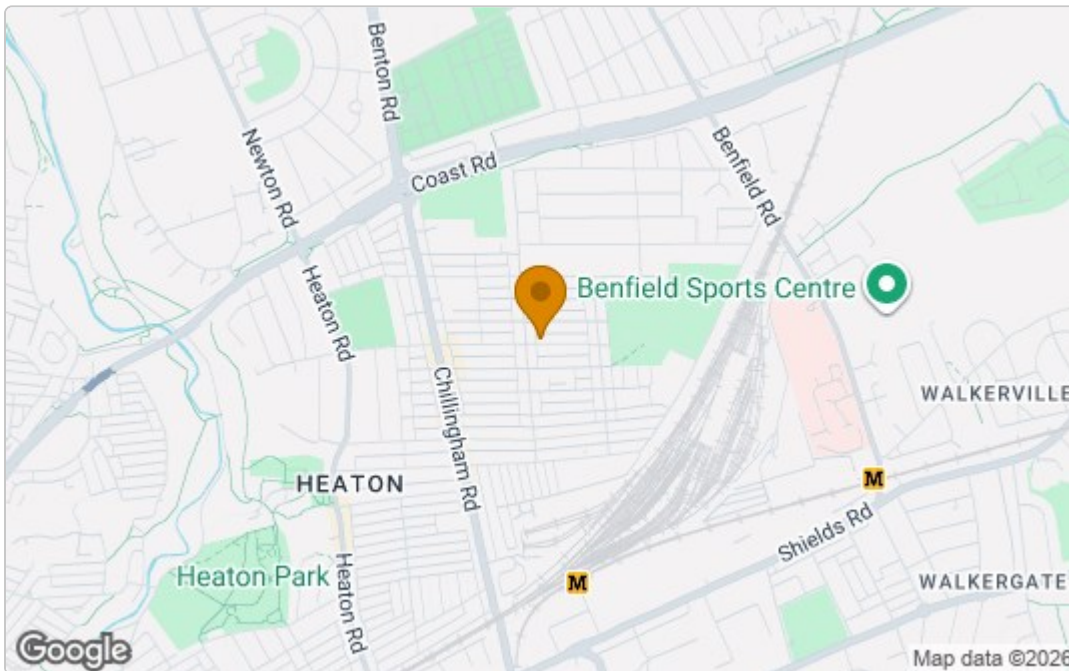 Benton Rd
Newton Rd
Coast Rd
Benfield Rd
Heaton Rd
Benfield Sports Centre
Chillingham Rd
WALKERVILLE
HEATON
M
Shields Rd
Heaton Park
Heaton Rd
M
WALKERGATE
Google
Map data ©2026